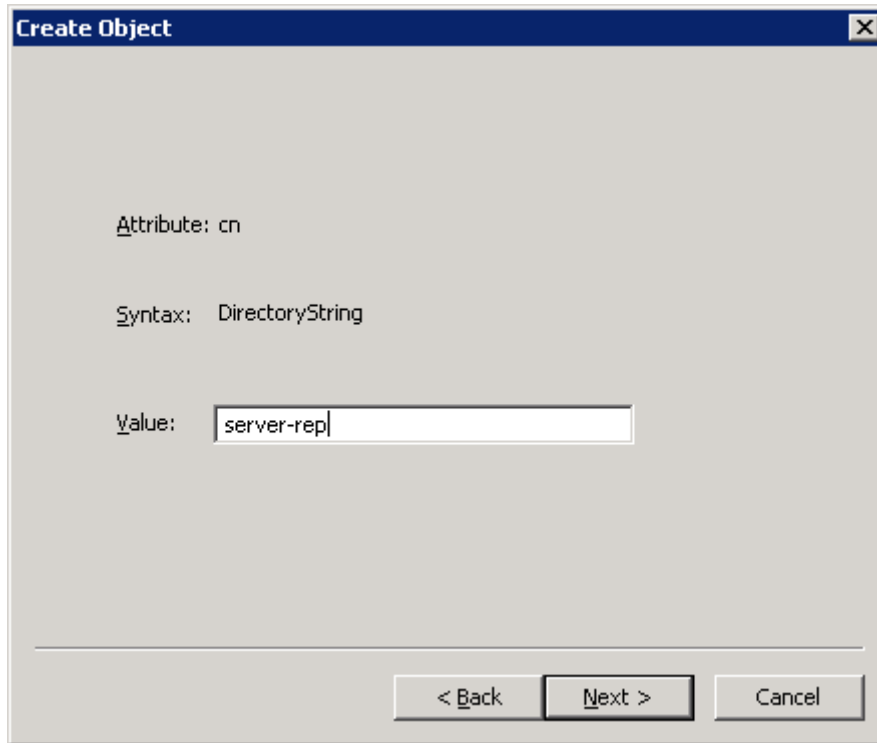 Create Object
Attribute: cn
Syntax: DirectoryString
Value: server-rep
< Back Next > Cancel